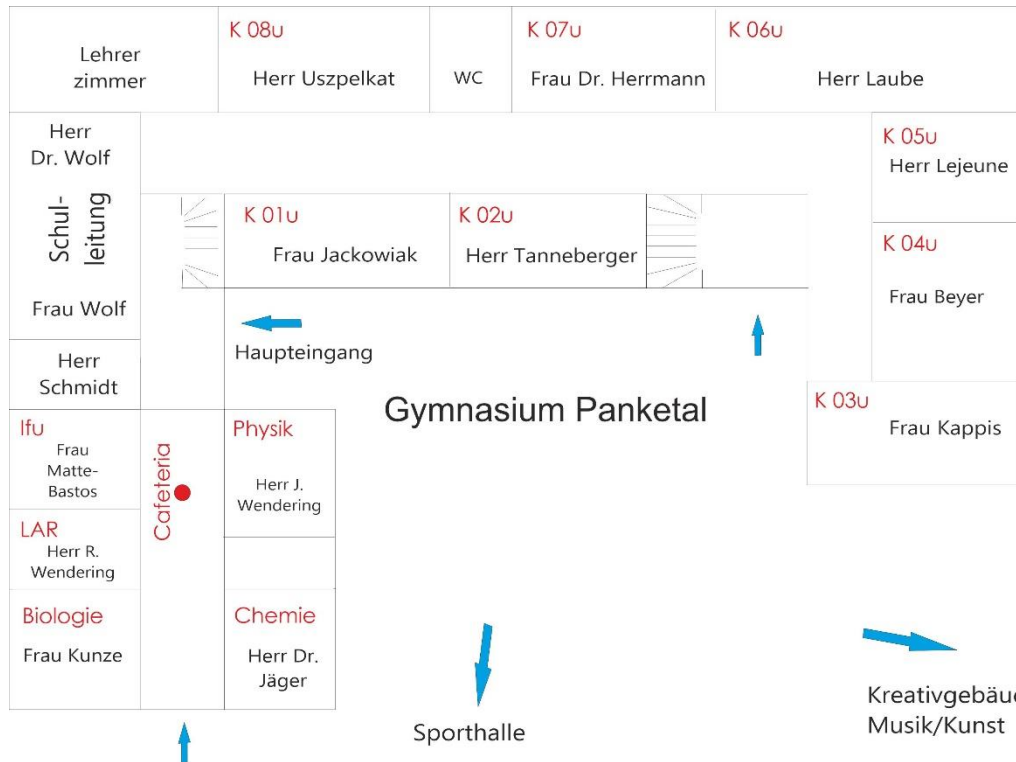 Lehrer
zimmer
K 08u
Herr Uszpelkat
WC
K 07u
Frau Dr. Herrmann
K 06u
Herr Laube
Herr
Dr. Wolf
Schul-
leitung
Frau Wolf
K 05u
Herr Lejeune
K 01u
Frau Jackowiak
K 02u
Herr Tanneberger
K 04u
Frau Beyer
Haupteingang
Herr
Schmidt
Gymnasium Panketal
K 03u
Frau Kappis
Ifu
Frau
Matte-
Bastos
Cafeteria
Physik
Herr J.
Wendering
LAR
Herr R.
Wendering
Biologie
Frau Kunze
Chemie
Herr Dr.
Jäger
Sporthalle
Kreativgebäu
Musik/Kunst